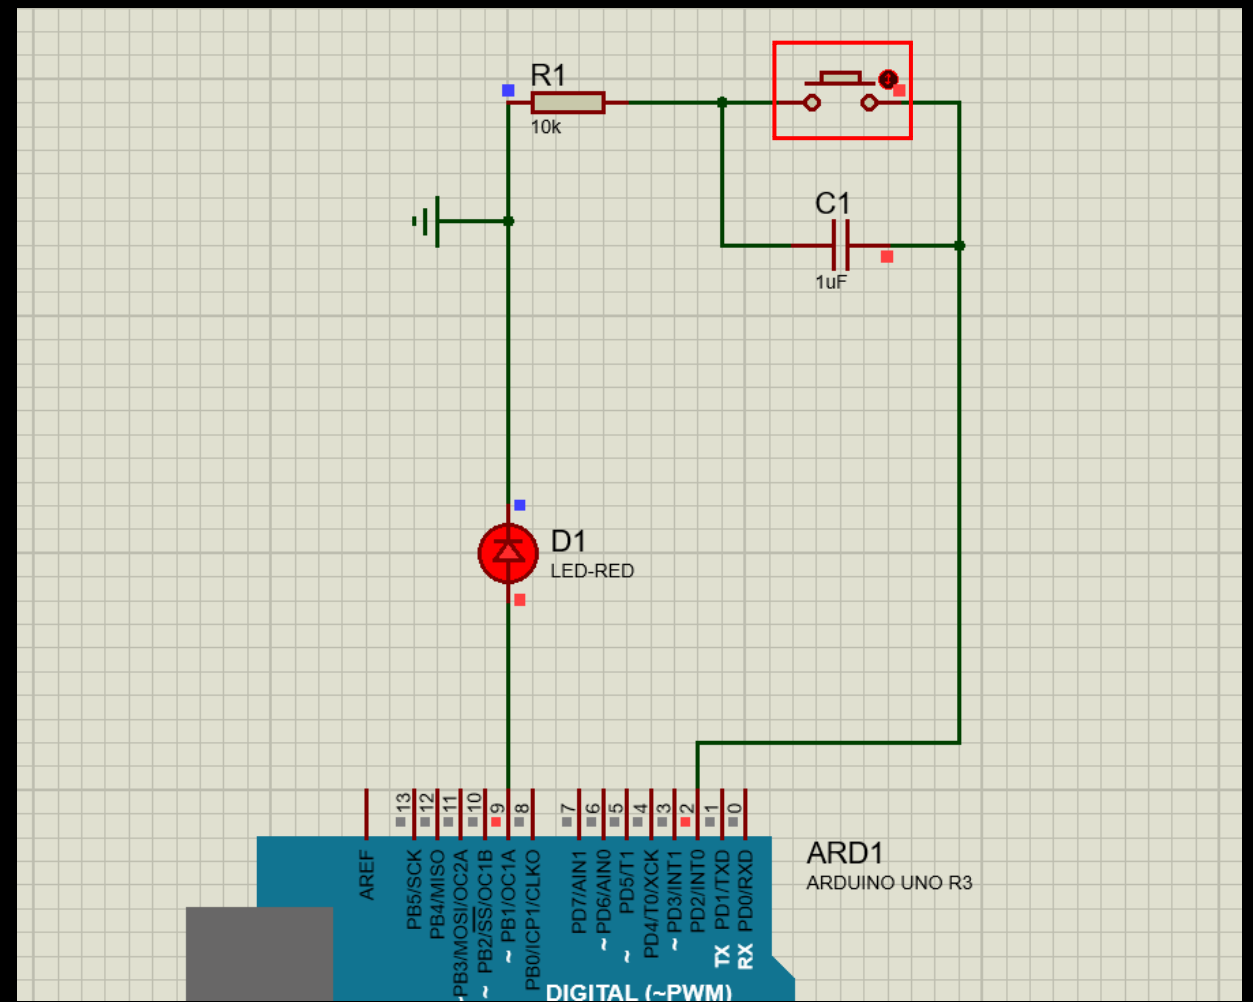 R1
10k
C1
1uF
D1
LED-RED
13
12
11
10
9
8
7
6
5
4
3
2
1
0
ARD1
ARDUINO UNO R3
AREF
PB5/SCK
PB4/MISO
PB3/MOSI/OC2A
PB2/SS/OC1B
~ PB1/OC1A
PB0/ICP1/CLKO
PD7/AIN1
~ PD6/AIN0
~ PD5/T1
PD4/T0/XCK
~ PD3/INT1
PD2/INT0
TX PD1/TXD
RX PD0/RXD
~
DIGITAL (~PWM)